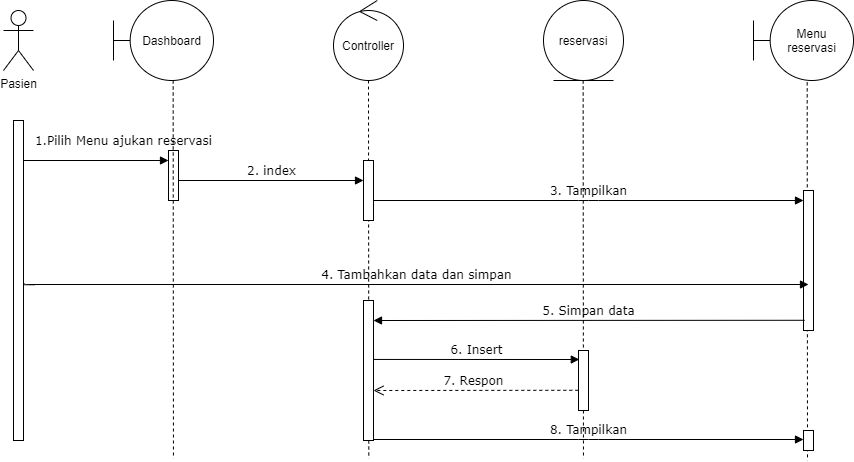 Dashboard
Controller
reservasi
Menu
reservasi
Pasien
1.Pilih Menu ajukan reservasi
2. index
3. Tampilkan
4. Tambahkan data dan simpan
5. Simpan data
6. Insert
7. Respon
8. Tampilkan